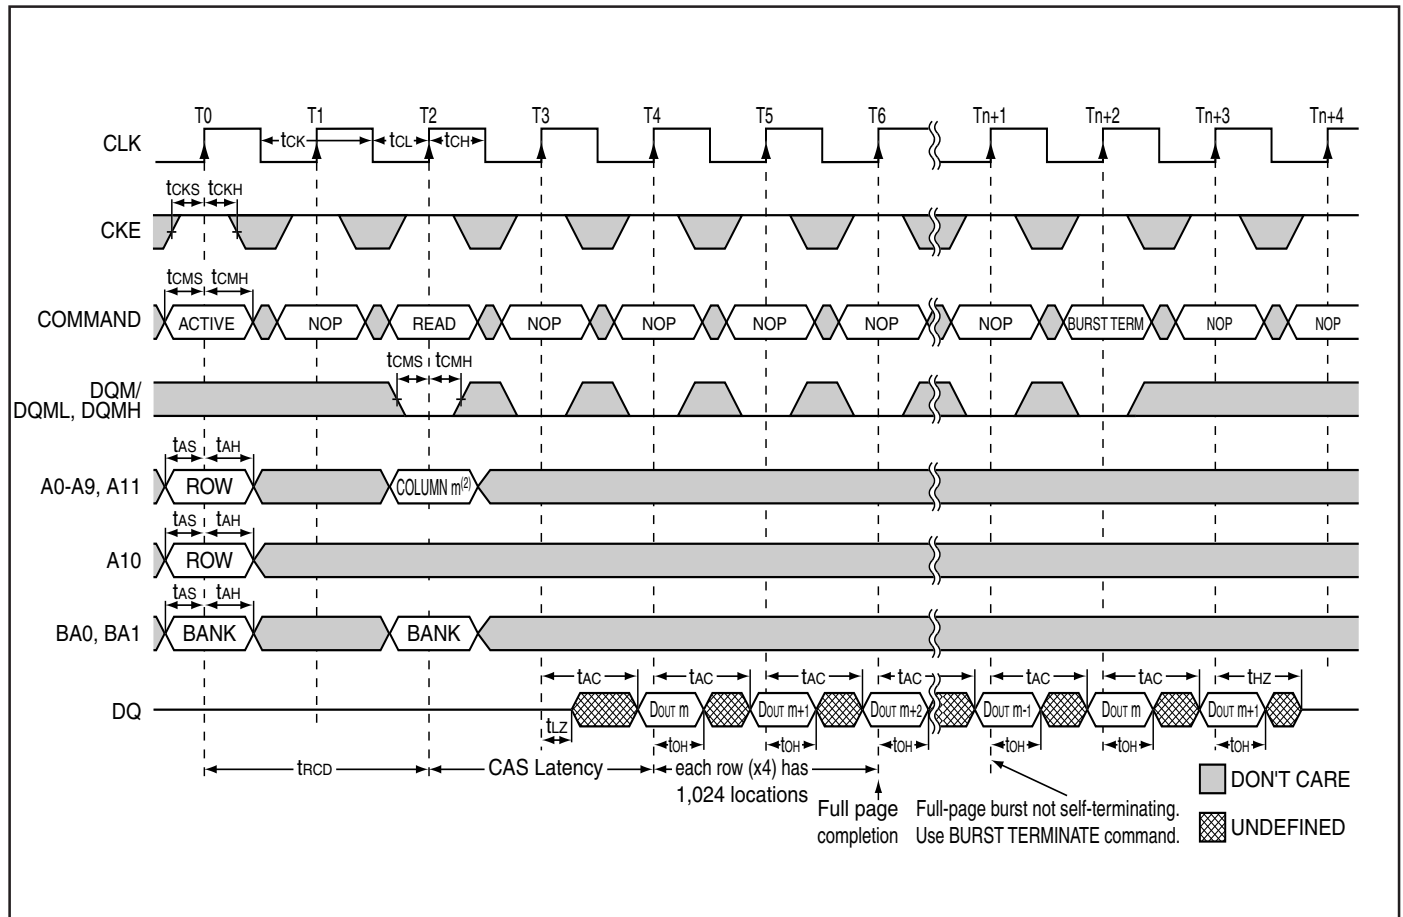 T0 T1 T2 T3 T4 T5 T6 Tn+1 Tn+2 Tn+3 Tn+4
CLK tCK tCL tCH
tCKS tCKH
CKE
tCMS tCMH
COMMAND ACTIVE NOP READ NOP NOP NOP NOP NOP BURST TERM NOP NOP
tCMS tCMH
DQM/
DQML, DQMH
tAS tAH
A0-A9, A11 ROW COLUMN m(2)
tAS tAH
A10 ROW
tAS tAH
BA0, BA1 BANK BANK
tAC tAC tAC tAC tAC tAC tHZ
DQ DOUT m DOUT m+1 DOUT m+2 DOUT m-1 DOUT m DOUT m+1
tLZ tOH tOH tOH tOH tOH tOH
tRCD CAS Latency each row (x4) has
1,024 locations
Full page
completion
Full-page burst not self-terminating.
Use BURST TERMINATE command.
DON'T CARE
UNDEFINED